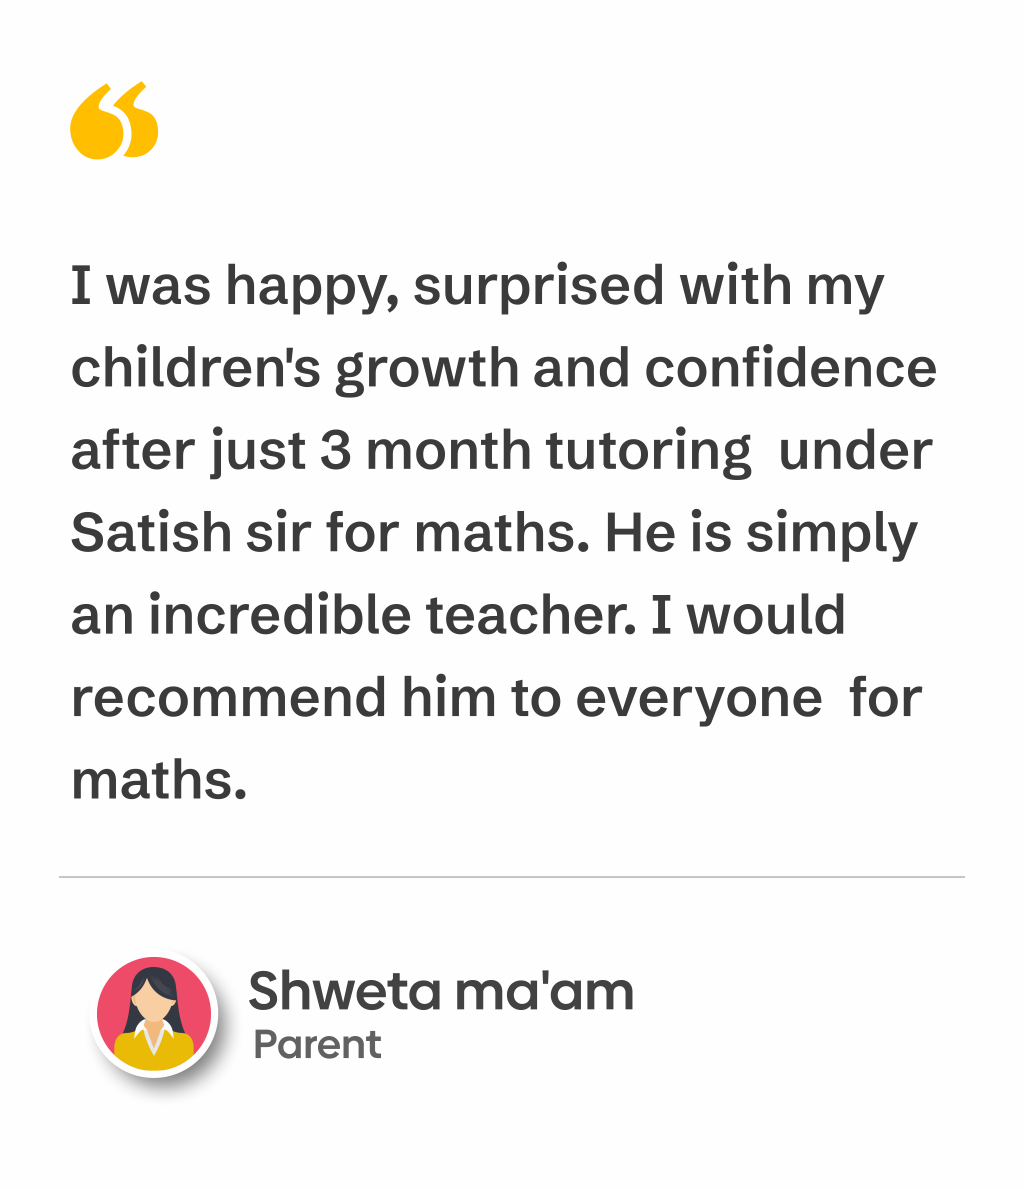 ❝
I was happy, surprised with my
children's growth and confidence
after just 3 month tutoring  under
Satish sir for maths. He is simply
an incredible teacher. I would
recommend him to everyone  for
maths.
Shweta ma'am
Parent